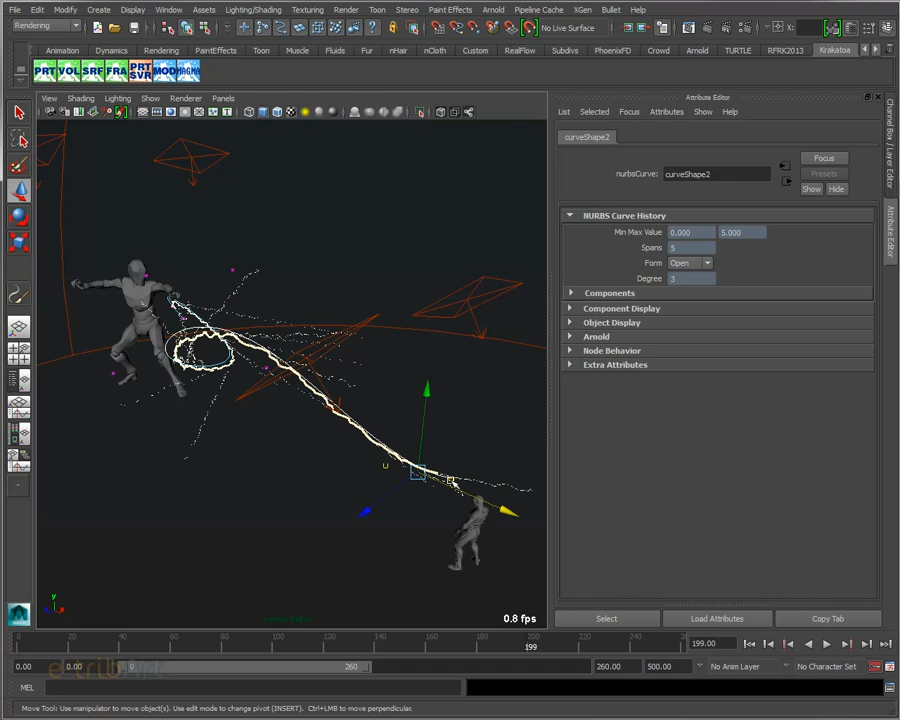 File Edit Modify Create Display Window Assets Lighting/Shading Texturing Render Toon Stereo Paint Effects Arnold Pipeline Cache XGen Bullet Help
Rendering No Live Surface X:
Animation Dynamics Rendering PaintEffects Toon Muscle Fluids Fur nHair nCloth Custom RealFlow Subdivs PhoenixFD Crowd Arnold TURTLE RFRK2013 Krakatoa
PRT VOL SRF FRA PRT SVR MOD MAGMA
View Shading Lighting Show Renderer Panels
Attribute Editor
List Selected Focus Attributes Show Help
curveShape2
nurbsCurve: curveShape2
Focus
Presets
Show Hide
NURBS Curve History
Min Max Value 0.000 5.000
Spans 5
Form Open
Degree 3
Components
Component Display
Object Display
Arnold
Node Behavior
Extra Attributes
Channel Box / Layer Editor
Attribute Editor
U
y
0.8 fps
Select Load Attributes Copy Tab
0 20 40 60 80 100 120 140 160 180 200 220 240 260
199
199.00
0.00 0.00 0 260 260.00 500.00 No Anim Layer No Character Set
MEL
Move Tool: Use manipulator to move object(s). Use edit mode to change pivot (INSERT). Ctrl+LMB to move perpendicular.